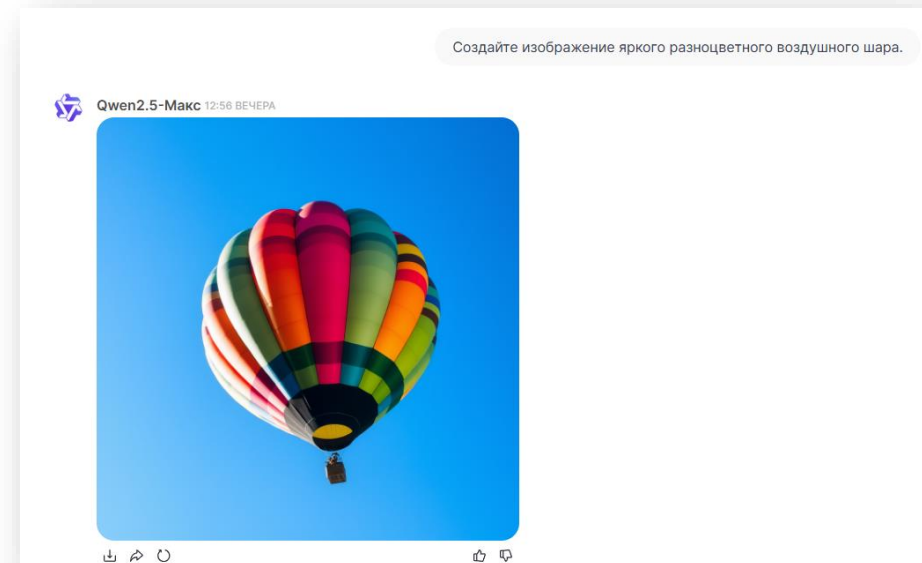 Создайте изображение яркого разноцветного воздушного шара.
Qwen2.5-Макс 12:56 ВЕЧЕРА